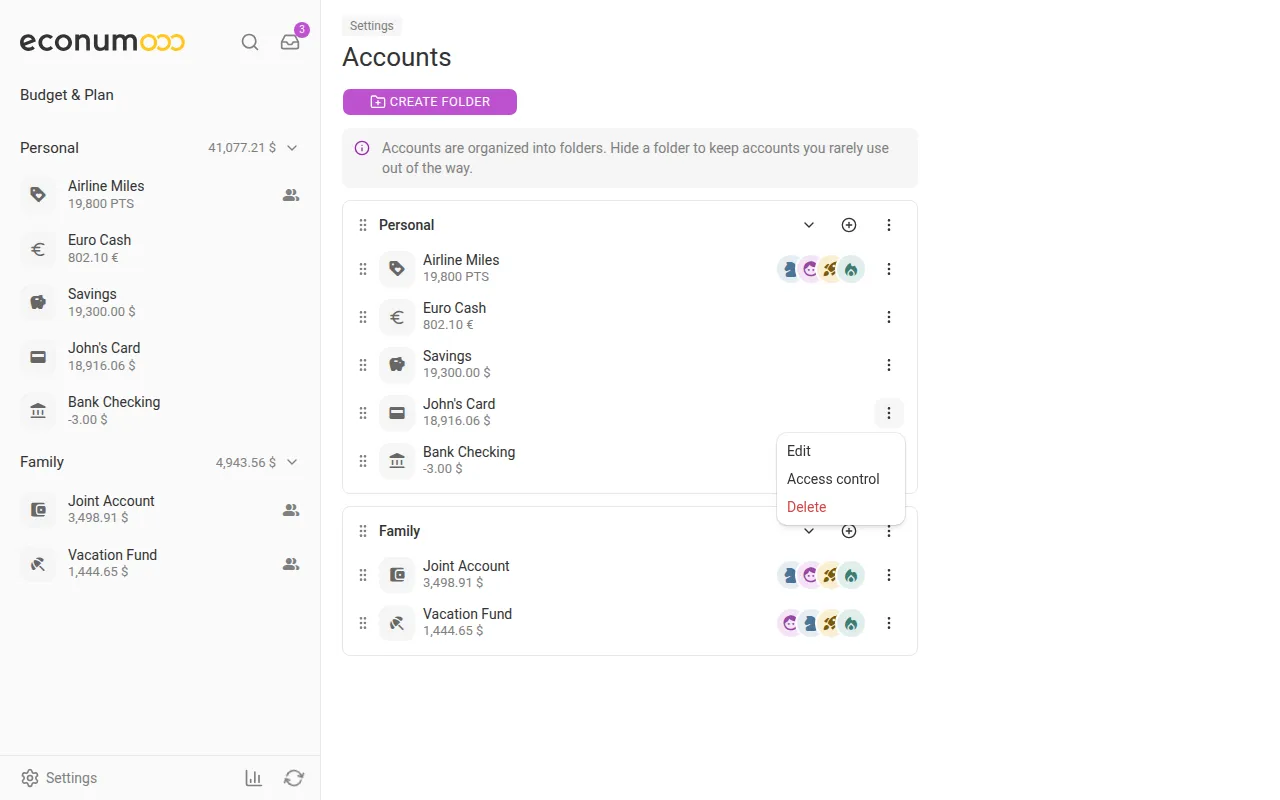 econumo
3
Budget & Plan
Personal 41,077.21 $
Airline Miles
19,800 PTS
Euro Cash
802.10 €
Savings
19,300.00 $
John's Card
18,916.06 $
Bank Checking
-3.00 $
Family 4,943.56 $
Joint Account
3,498.91 $
Vacation Fund
1,444.65 $
Settings
Settings
Accounts
CREATE FOLDER
Accounts are organized into folders. Hide a folder to keep accounts you rarely use
out of the way.
Personal
Airline Miles
19,800 PTS
Euro Cash
802.10 €
Savings
19,300.00 $
John's Card
18,916.06 $
Bank Checking
-3.00 $
Edit
Access control
Delete
Family
Joint Account
3,498.91 $
Vacation Fund
1,444.65 $